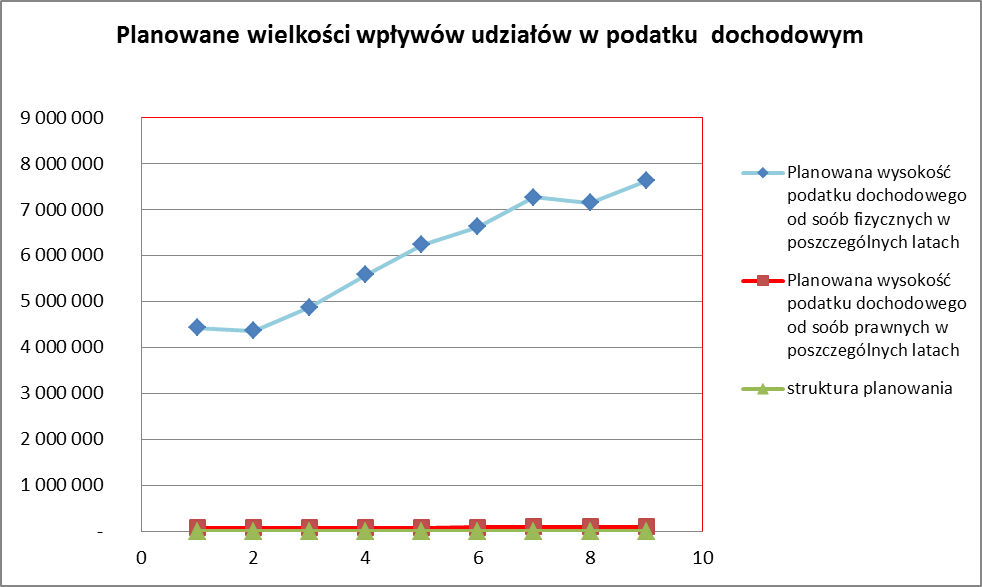 Planowane wielkości wpływów udziałów w podatku  dochodowym
9 000 000
8 000 000
7 000 000
6 000 000
5 000 000
4 000 000
3 000 000
2 000 000
1 000 000
-
0 2 4 6 8 10
Planowana wysokość
podatku dochodowego
od soób fizycznych w
poszczególnych latach
Planowana wysokość
podatku dochodowego
od soób prawnych w
poszczególnych latach
struktura planowania